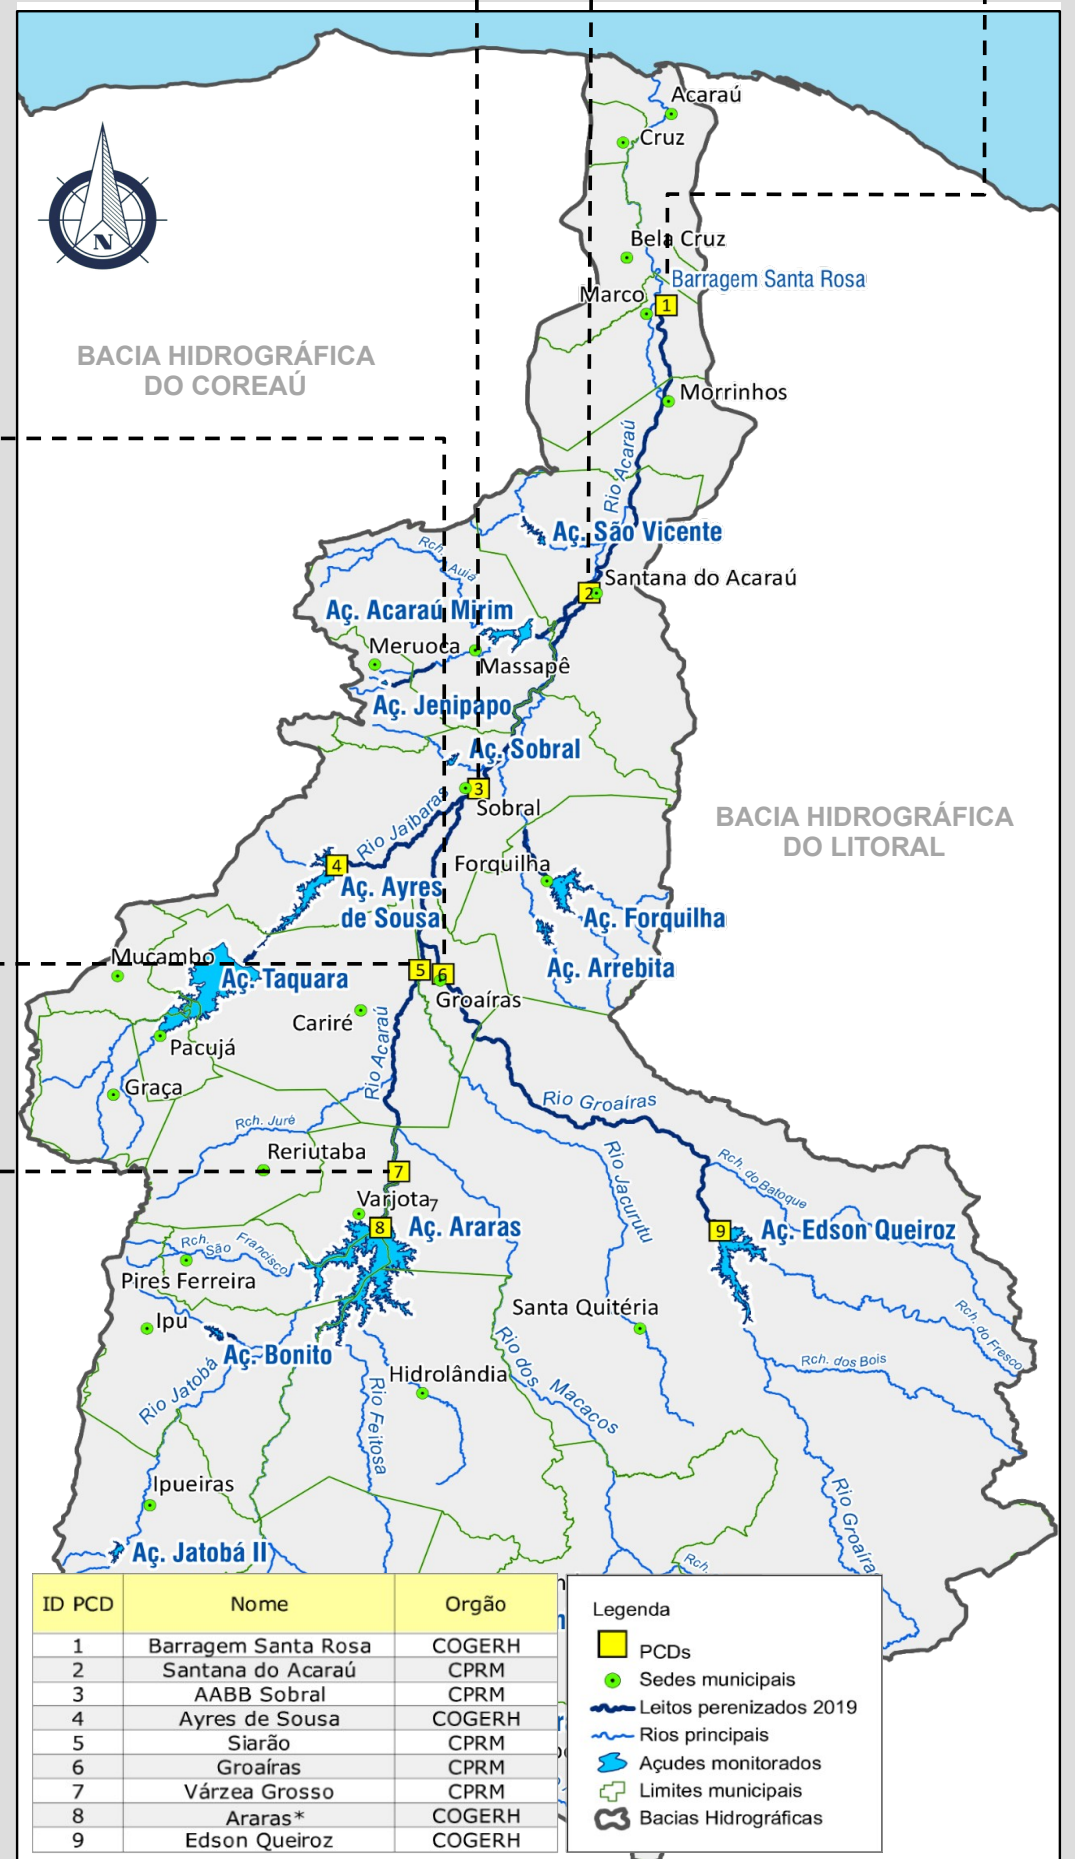 Acaraú
Cruz
N
Bela Cruz
Barragem Santa Rosa
Marco
1
BACIA HIDROGRÁFICA
DO COREAÚ
Morrinhos
Rio Acaraú
Aç. São Vicente
Rch. Auiá
Santana do Acaraú
2
Aç. Acaraú Mirim
Meruoca
Massapê
Aç. Jenipapo
Aç. Sobral
3
Sobral
BACIA HIDROGRÁFICA
DO LITORAL
Rio Jaibaras
4
Forquilha
Aç. Ayres
de Sousa
Aç. Forquilha
Mucambo
Aç. Taquara
5
6
Aç. Arrebita
Groaíras
Cariré
Pacujá
Rio Acaraú
Graça
Rio Groaíras
Rch. Juré
Reriutaba
Rio Jacurutu
Rch. do Batoque
7
Varjota
7
8
Aç. Araras
9
Aç. Edson Queiroz
Rch. São Francisco
Pires Ferreira
Ipu
Santa Quitéria
Rch. do Fresco
Aç. Bonito
Rio dos Macacos
Rch. dos Bois
Hidrolândia
Rio Jatobá
Rio Feitosa
Ipueiras
Rio Groaíra
Aç. Jatobá II
Rch.
ID PCD Nome Orgão
1 Barragem Santa Rosa COGERH
2 Santana do Acaraú CPRM
3 AABB Sobral CPRM
4 Ayres de Sousa COGERH
5 Siarão CPRM
6 Groaíras CPRM
7 Várzea Grosso CPRM
8 Araras* COGERH
9 Edson Queiroz COGERH
Legenda
PCDs
Sedes municipais
Leitos perenizados 2019
Rios principais
Açudes monitorados
Limites municipais
Bacias Hidrográficas